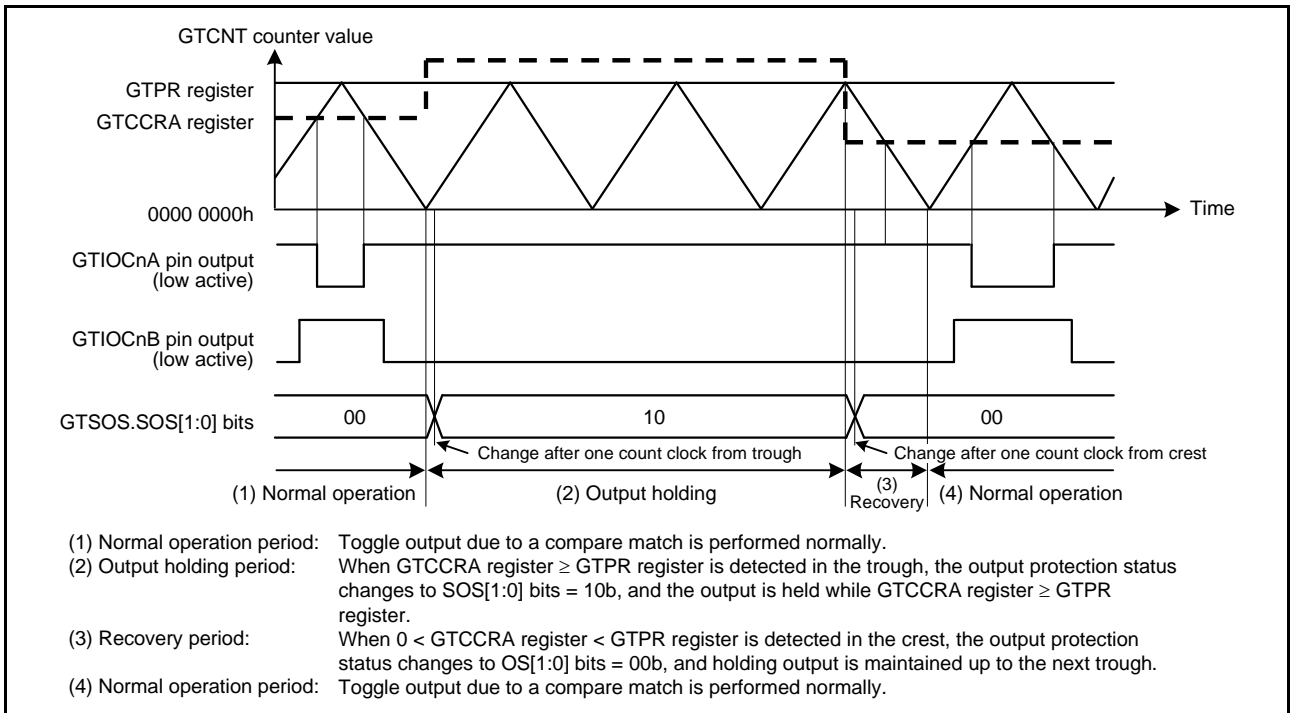 GTCNT counter value
GTPR register
GTCCRA register
0000 0000h
Time
GTIOCnA pin output
(low active)
GTIOCnB pin output
(low active)
GTSOS.SOS[1:0] bits
00
10
00
Change after one count clock from trough
Change after one count clock from crest
(1) Normal operation
(2) Output holding
(3)
Recovery
(4) Normal operation
(1) Normal operation period: Toggle output due to a compare match is performed normally.
(2) Output holding period: When GTCCRA register ≥ GTPR register is detected in the trough, the output protection status
changes to SOS[1:0] bits = 10b, and the output is held while GTCCRA register ≥ GTPR
register.
(3) Recovery period: When 0 < GTCCRA register < GTPR register is detected in the crest, the output protection
status changes to OS[1:0] bits = 00b, and holding output is maintained up to the next trough.
(4) Normal operation period: Toggle output due to a compare match is performed normally.